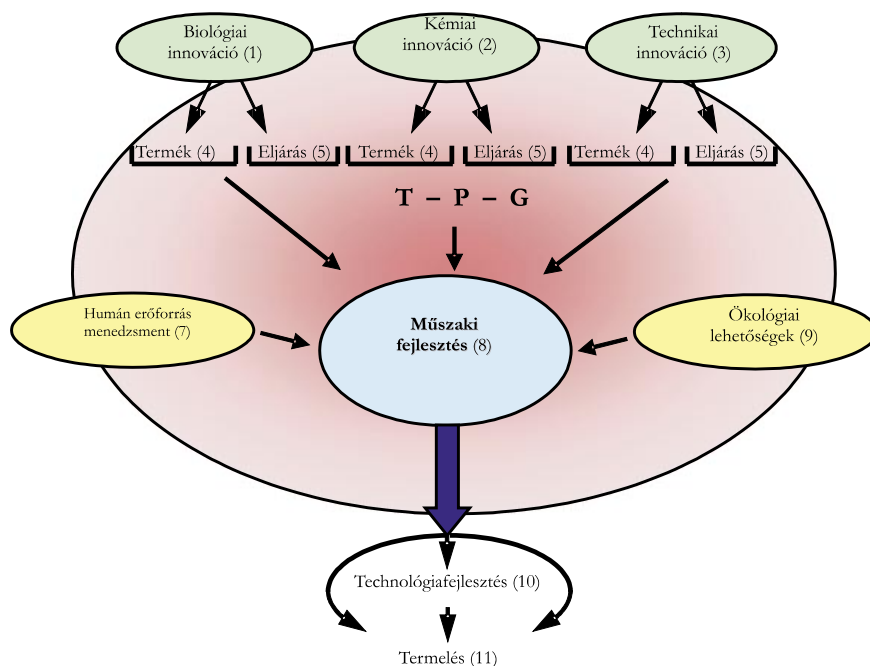 Biológiai
innováció (1)
Kémiai
innováció (2)
Technikai
innováció (3)
Termék (4)
Eljárás (5)
Termék (4)
Eljárás (5)
Termék (4)
Eljárás (5)
T – P – G
Humán erőforrás
menedzsment (7)
Műszaki
fejlesztés (8)
Ökológiai
lehetőségek (9)
Technológiafejlesztés (10)
Termelés (11)